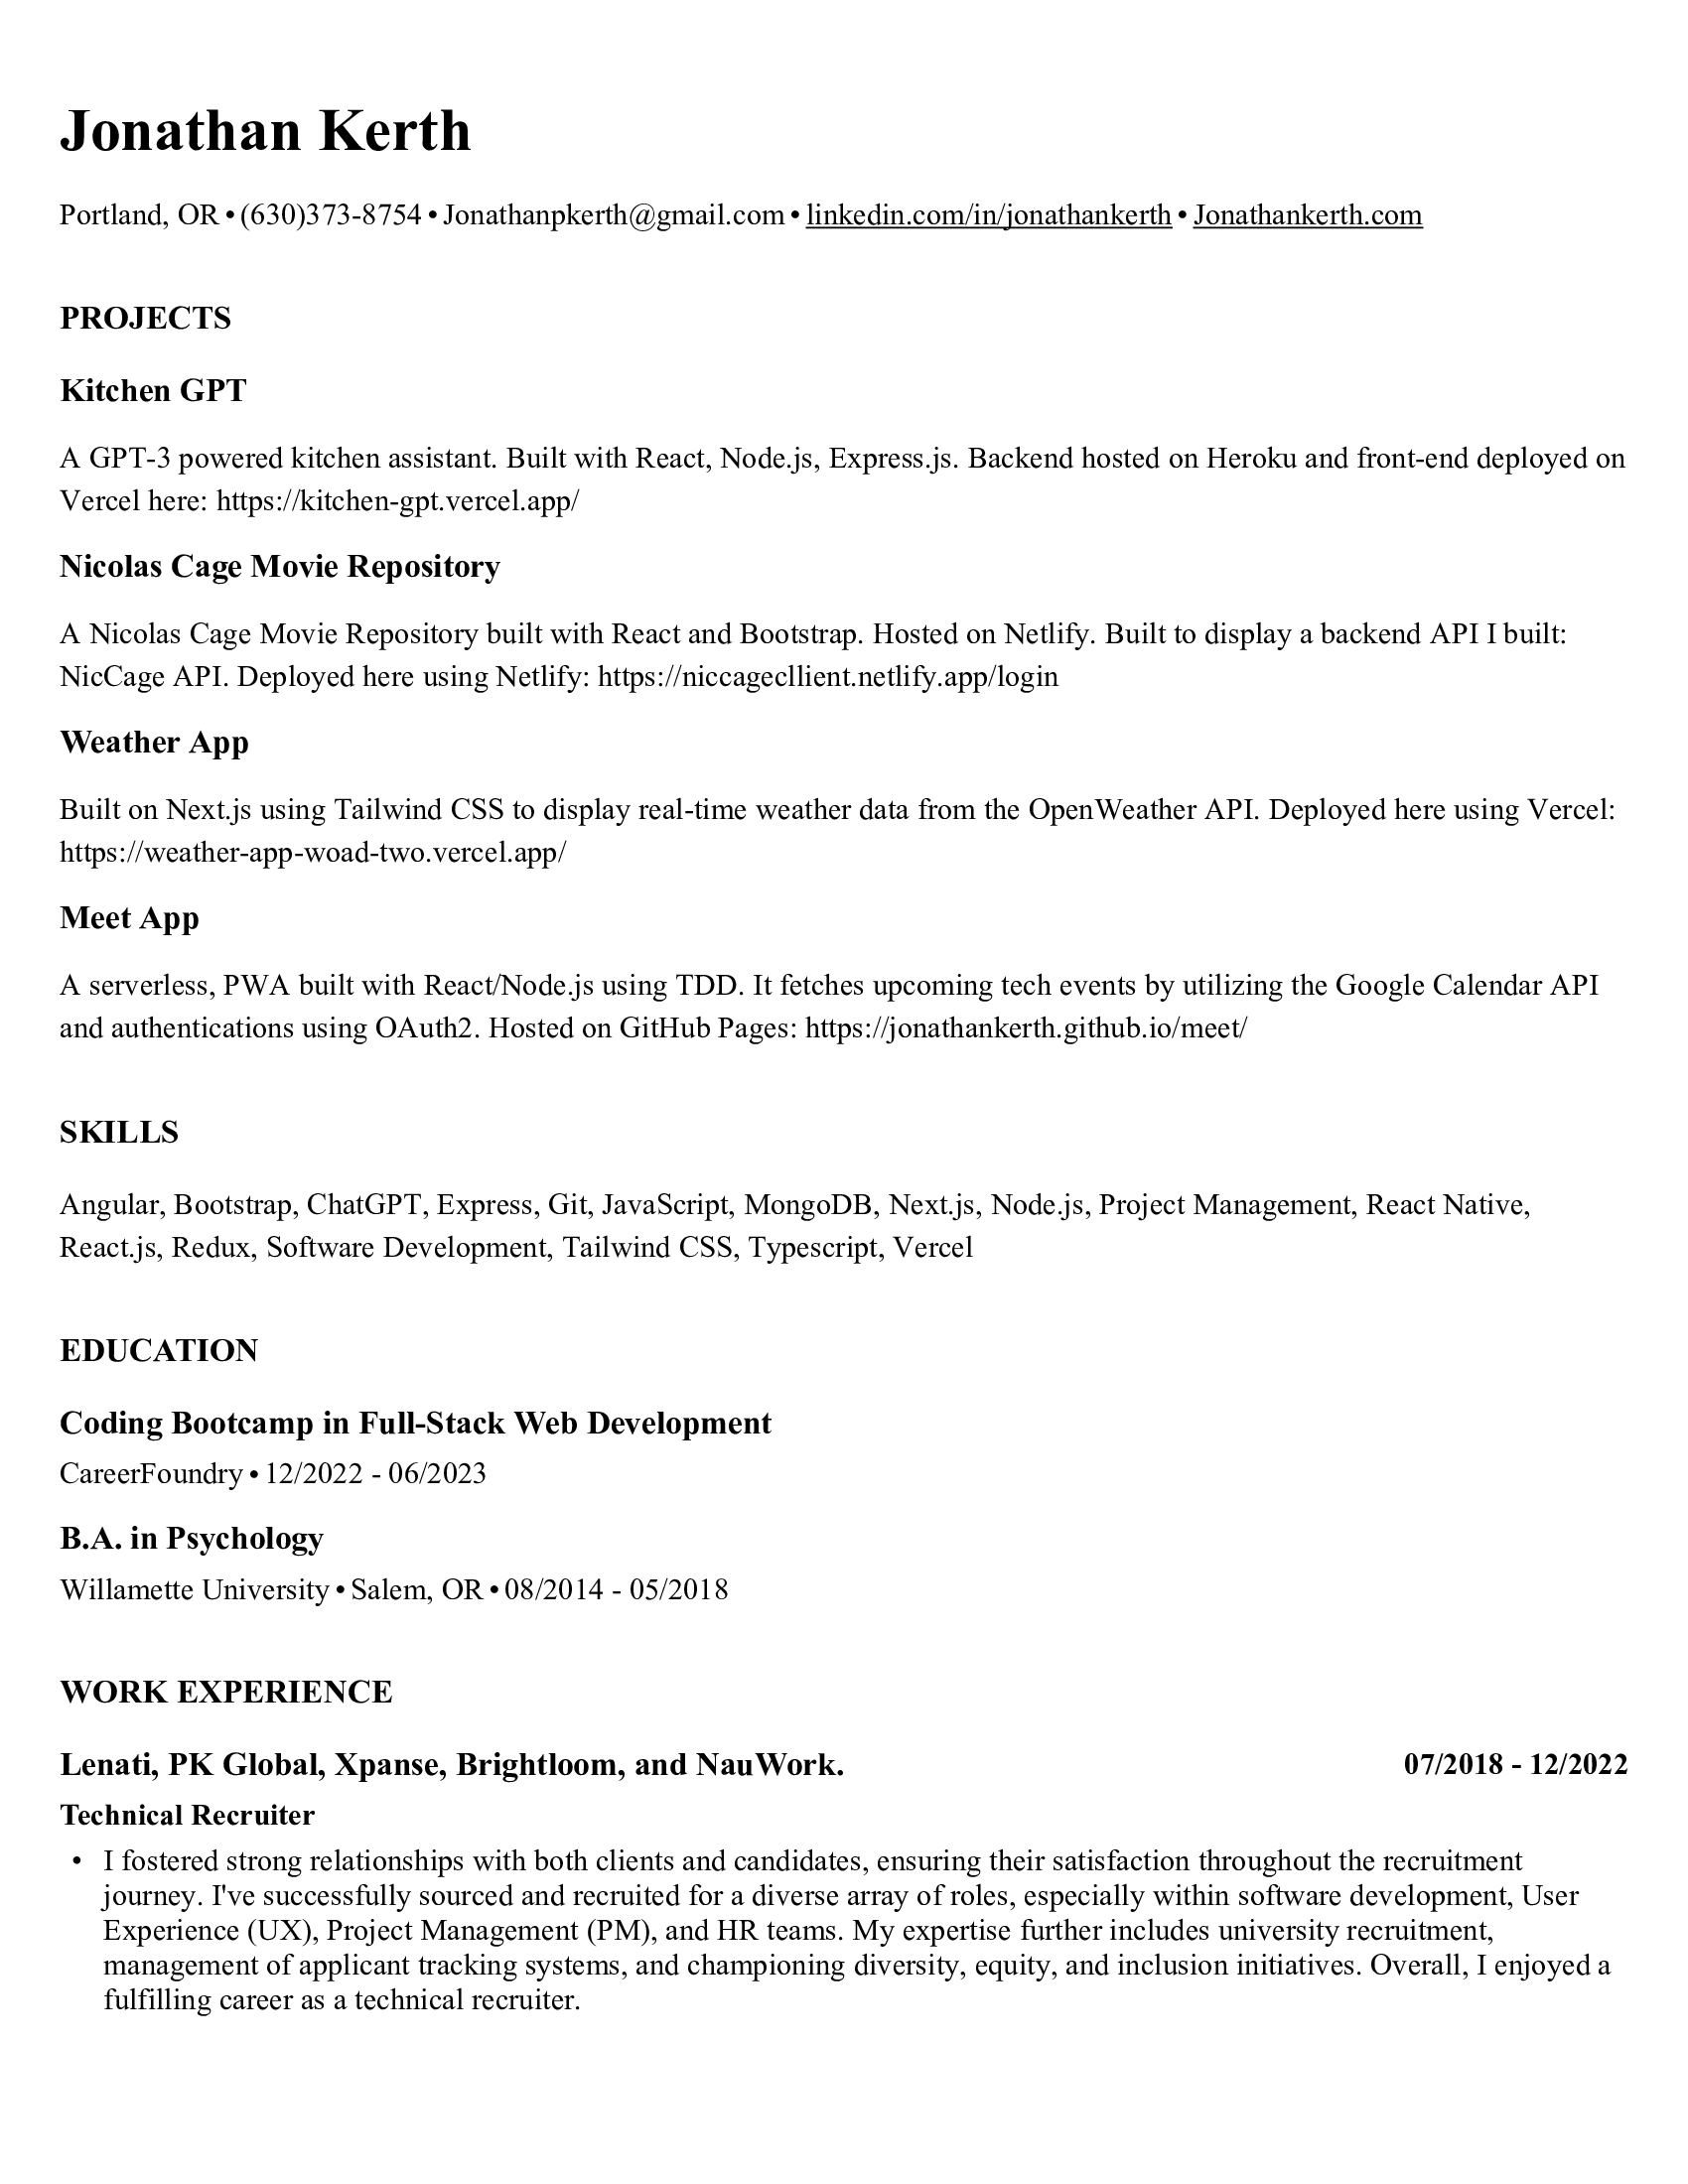 Jonathan Kerth
Portland, OR • (630)373-8754 • Jonathanpkerth@gmail.com • linkedin.com/in/jonathankerth • Jonathankerth.com
PROJECTS
Kitchen GPT
A GPT-3 powered kitchen assistant. Built with React, Node.js, Express.js. Backend hosted on Heroku and front-end deployed on
Vercel here: https://kitchen-gpt.vercel.app/
Nicolas Cage Movie Repository
A Nicolas Cage Movie Repository built with React and Bootstrap. Hosted on Netlify. Built to display a backend API I built:
NicCage API. Deployed here using Netlify: https://niccagecllient.netlify.app/login
Weather App
Built on Next.js using Tailwind CSS to display real-time weather data from the OpenWeather API. Deployed here using Vercel:
https://weather-app-woad-two.vercel.app/
Meet App
A serverless, PWA built with React/Node.js using TDD. It fetches upcoming tech events by utilizing the Google Calendar API
and authentications using OAuth2. Hosted on GitHub Pages: https://jonathankerth.github.io/meet/
SKILLS
Angular, Bootstrap, ChatGPT, Express, Git, JavaScript, MongoDB, Next.js, Node.js, Project Management, React Native,
React.js, Redux, Software Development, Tailwind CSS, Typescript, Vercel
EDUCATION
Coding Bootcamp in Full-Stack Web Development
CareerFoundry • 12/2022 - 06/2023
B.A. in Psychology
Willamette University • Salem, OR • 08/2014 - 05/2018
WORK EXPERIENCE
Lenati, PK Global, Xpanse, Brightloom, and NauWork. 07/2018 - 12/2022
Technical Recruiter
• I fostered strong relationships with both clients and candidates, ensuring their satisfaction throughout the recruitment
journey. I've successfully sourced and recruited for a diverse array of roles, especially within software development, User
Experience (UX), Project Management (PM), and HR teams. My expertise further includes university recruitment,
management of applicant tracking systems, and championing diversity, equity, and inclusion initiatives. Overall, I enjoyed a
fulfilling career as a technical recruiter.